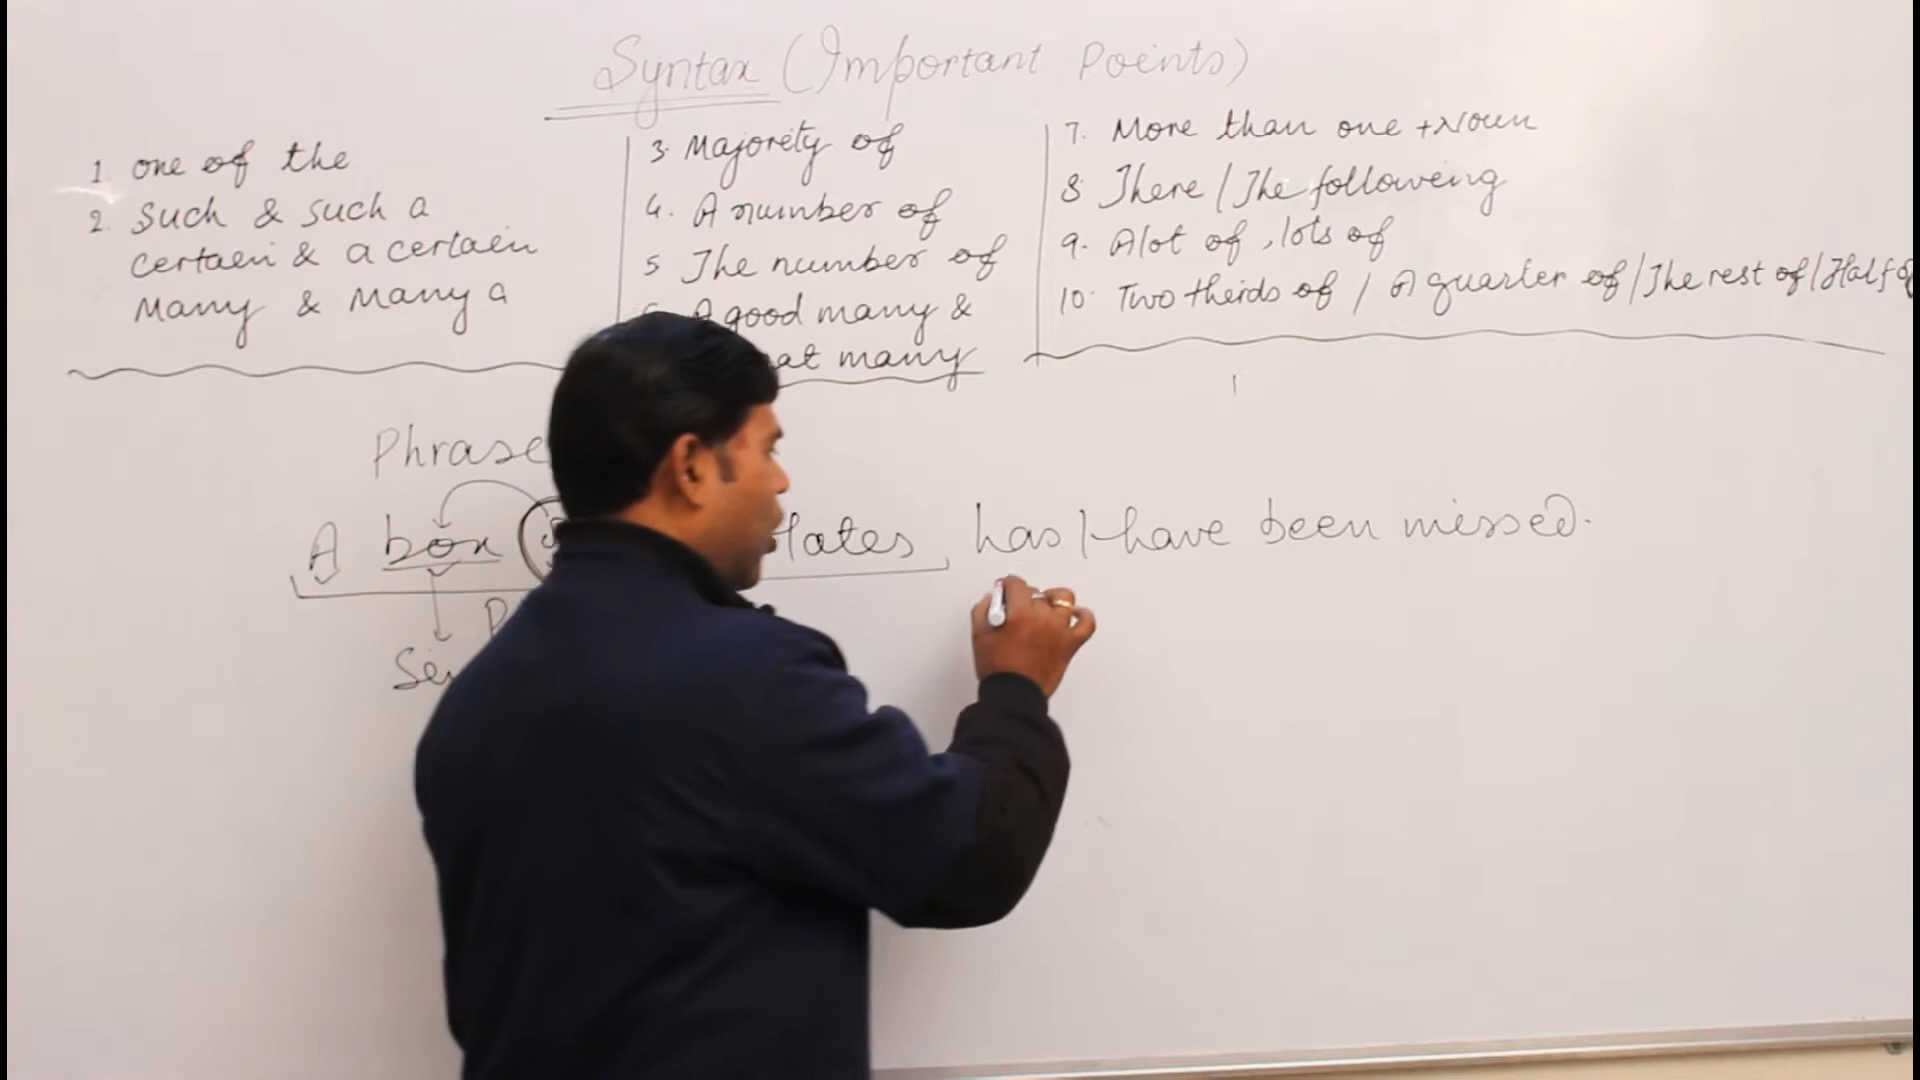 Syntax (Important Points)
1. one of the
2. Such & such a
certain & a certain
Many & Many a
3. Majority of
4. A number of
5 The number of
A good many &
many
7. More than one + Noun
8. There / The following
9. A lot of , lots of
10. Two thirds of / A quarter of / The rest of / Half of
Phrase
A box has / have been missed.